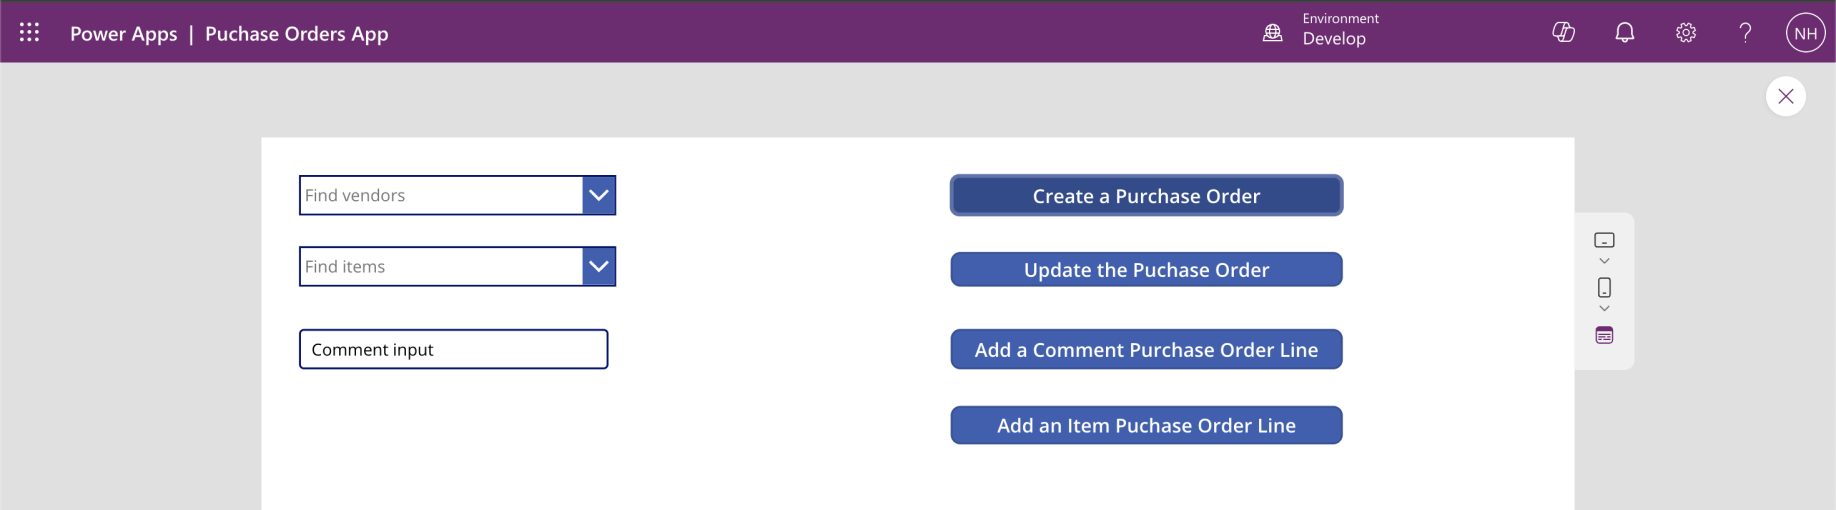 Power Apps | Puchase Orders App
Environment
Develop
NH
Find vendors
Create a Purchase Order
Find items
Update the Puchase Order
Comment input
Add a Comment Purchase Order Line
Add an Item Puchase Order Line